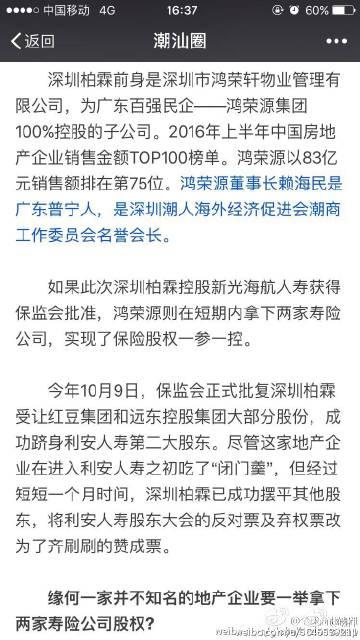 中国移动 4G 16:37 60%
返回 潮汕圈
深圳柏霖前身是深圳市鸿荣轩物业管理有
限公司，为广东百强民企——鸿荣源集团
100%控股的子公司。2016年上半年中国房地
产企业销售金额TOP100榜单。鸿荣源以83亿
元销售额排在第75位。鸿荣源董事长赖海民是
广东普宁人，是深圳潮人海外经济促进会潮商
工作委员会名誉会长。
如果此次深圳柏霖控股新光海航人寿获得
保监会批准，鸿荣源则在短期内拿下两家寿险
公司，实现了保险股权一参一控。
今年10月9日，保监会正式批复深圳柏霖
受让红豆集团和远东控股集团大部分股份，成
功跻身利安人寿第二大股东。尽管这家地产企
业在进入利安人寿之初吃了“闭门羹”，但经过
短短一个月时间，深圳柏霖已成功摆平其他股
东，将利安人寿股东大会的反对票及弃权票改
为了齐刷刷的赞成票。
缘何一家并不知名的地产企业要一举拿下
两家寿险公司股权？